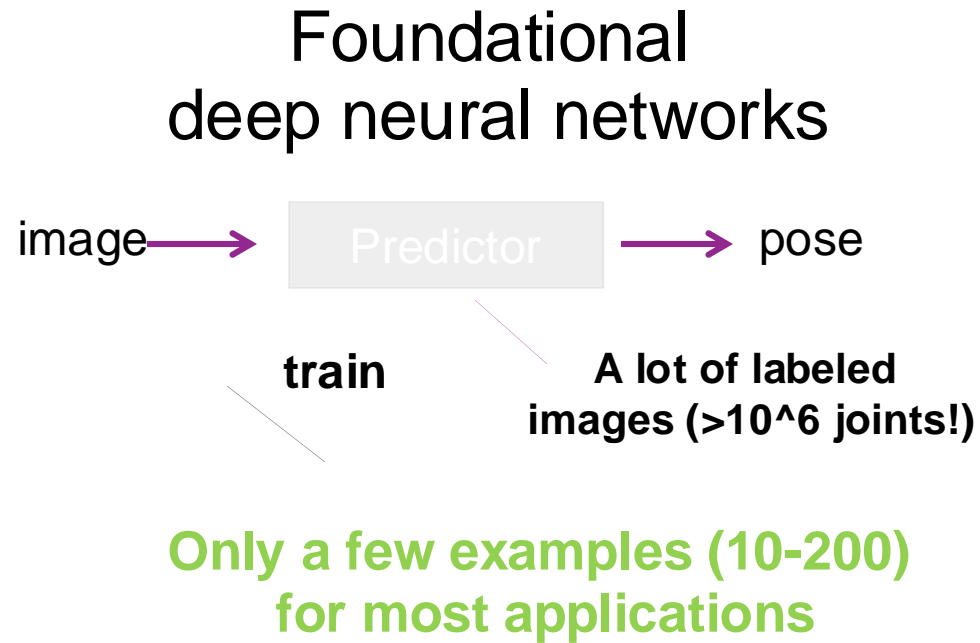 Foundational
deep neural networks
image
Predictor
pose
train
A lot of labeled
images (>10^6 joints!)
Only a few examples (10-200)
for most applications